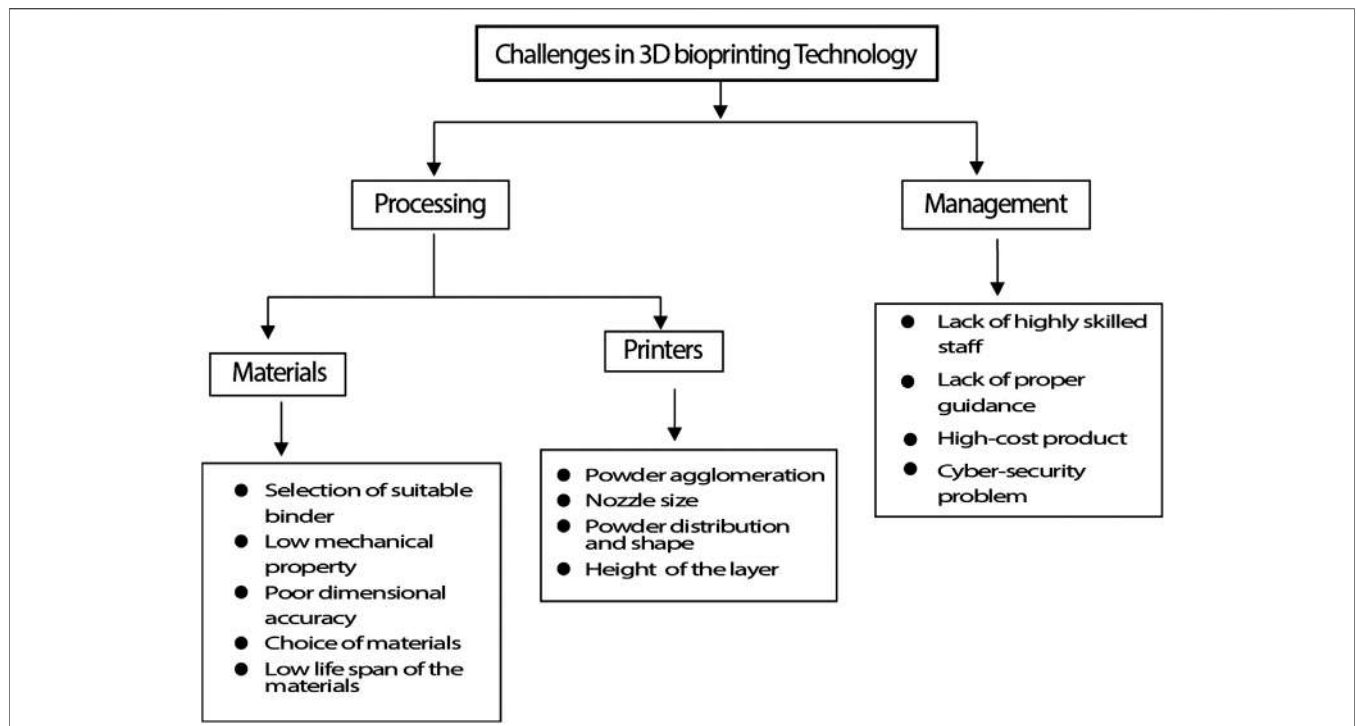 Challenges in 3D bioprinting Technology
Processing
Management
Materials
Printers
● Selection of suitable
binder
● Low mechanical
property
● Poor dimensional
accuracy
● Choice of materials
● Low life span of the
materials
● Powder agglomeration
● Nozzle size
● Powder distribution
and shape
● Height of the layer
● Lack of highly skilled
staff
● Lack of proper
guidance
● High-cost product
● Cyber-security
problem